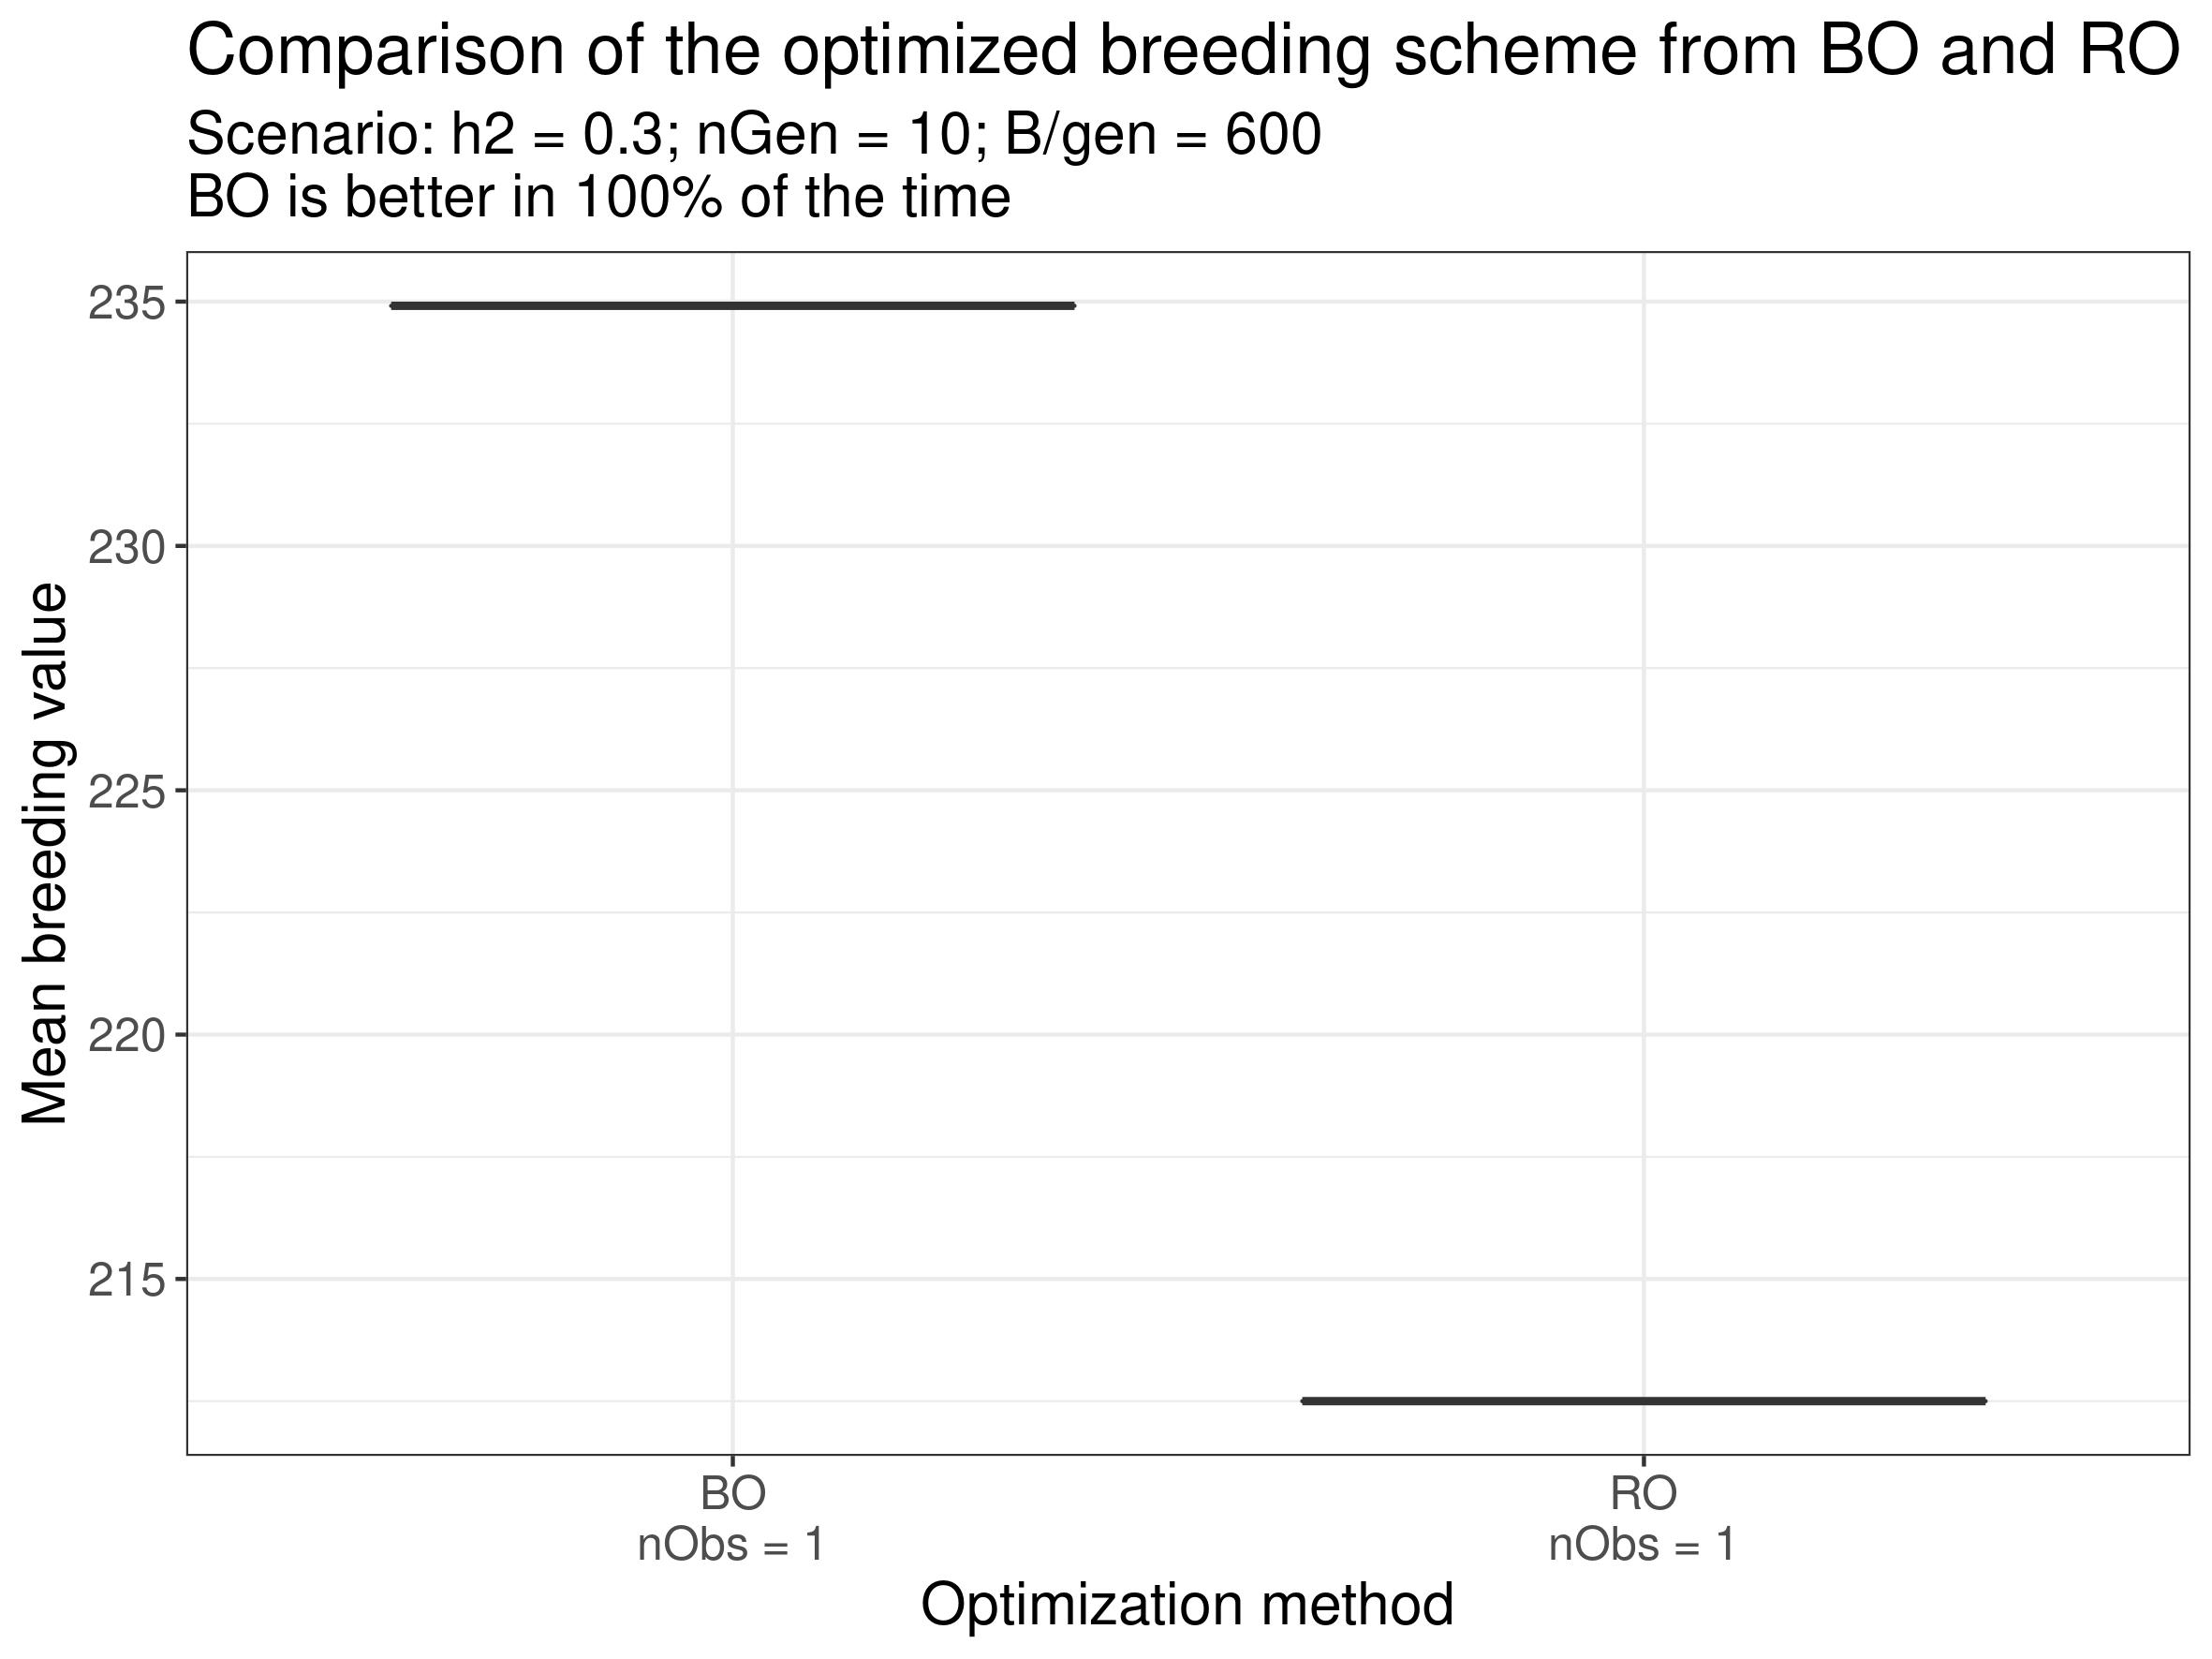 Comparison of the optimized breeding scheme from BO and RO
Scenario: h2 = 0.3; nGen = 10; B/gen = 600
BO is better in 100% of the time
Mean breeding value
235
230
225
220
215
BO
nObs = 1
RO
nObs = 1
Optimization method